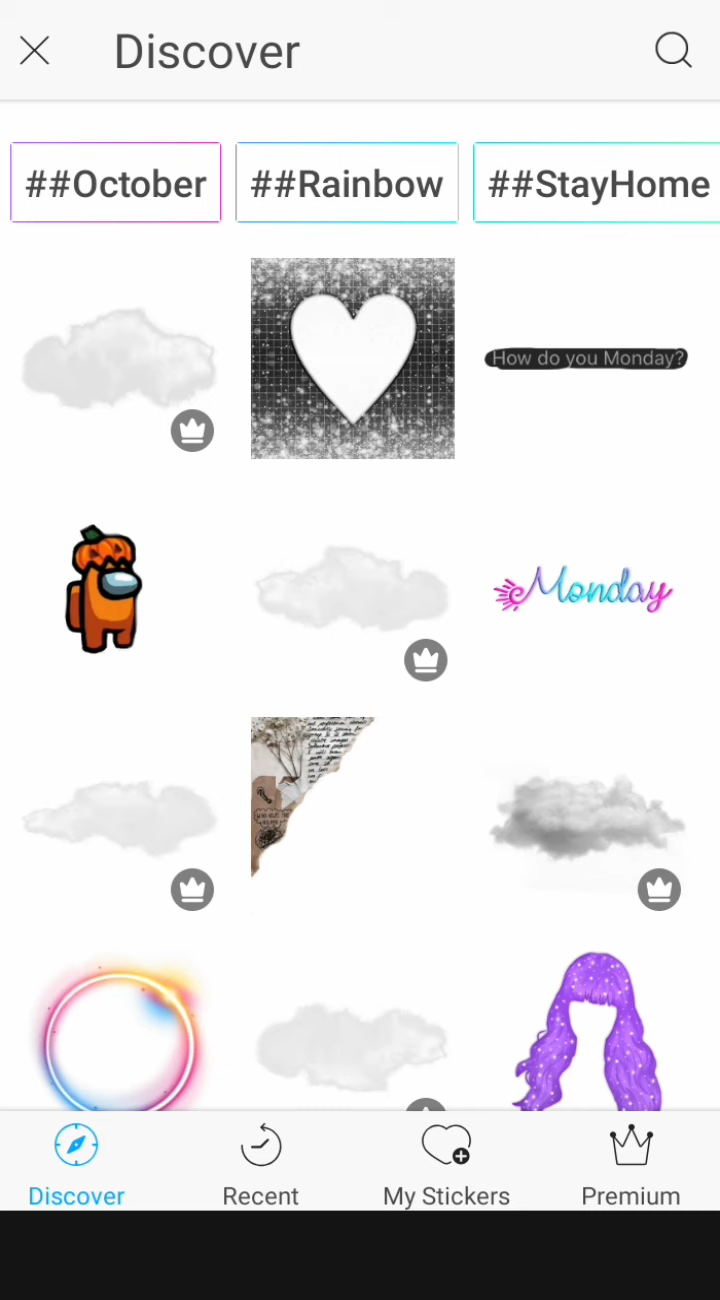 Discover
##October
##Rainbow
##StayHome
How do you Monday?
Monday
Discover
Recent
My Stickers
Premium